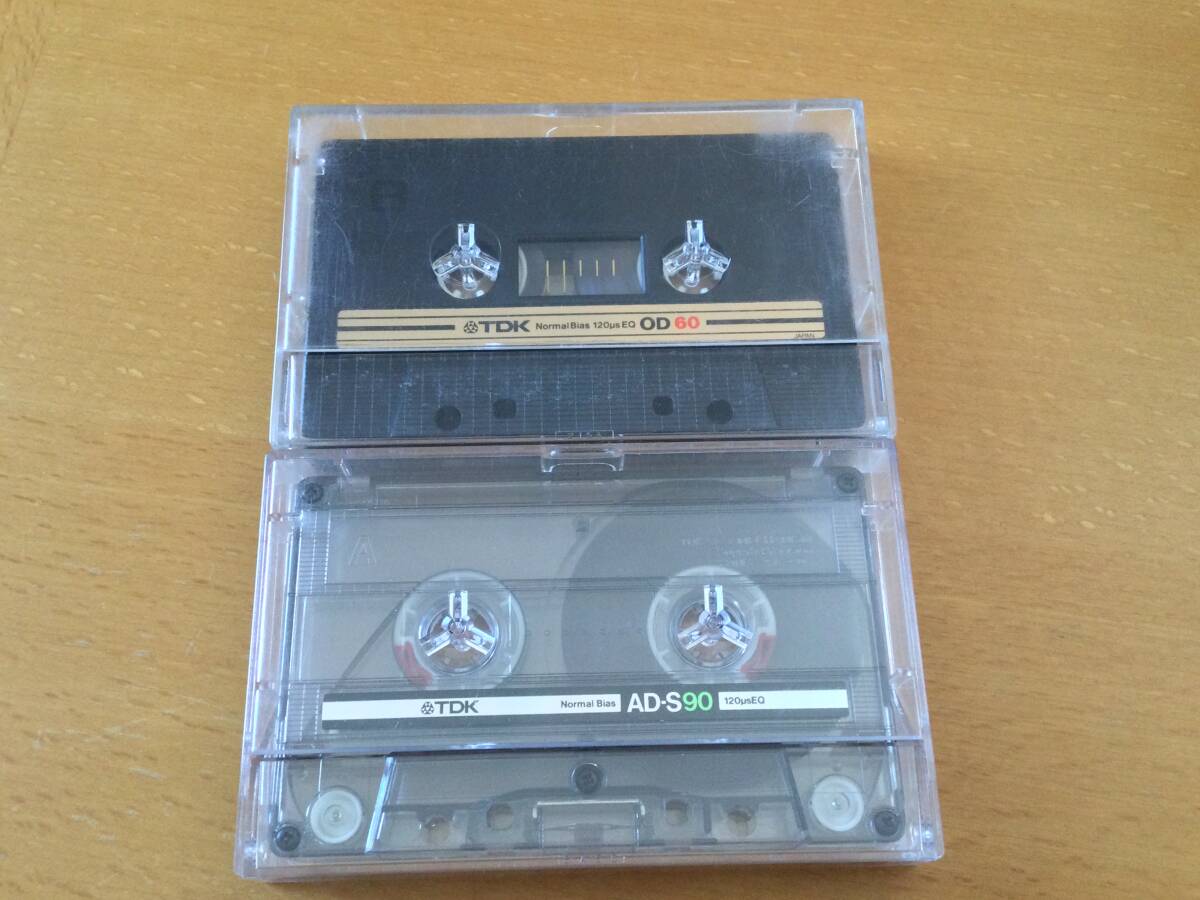 TDK Normal Bias 120μs EQ OD 60
JAPAN
A
TDK Normal Bias AD-S90 120μsEQ